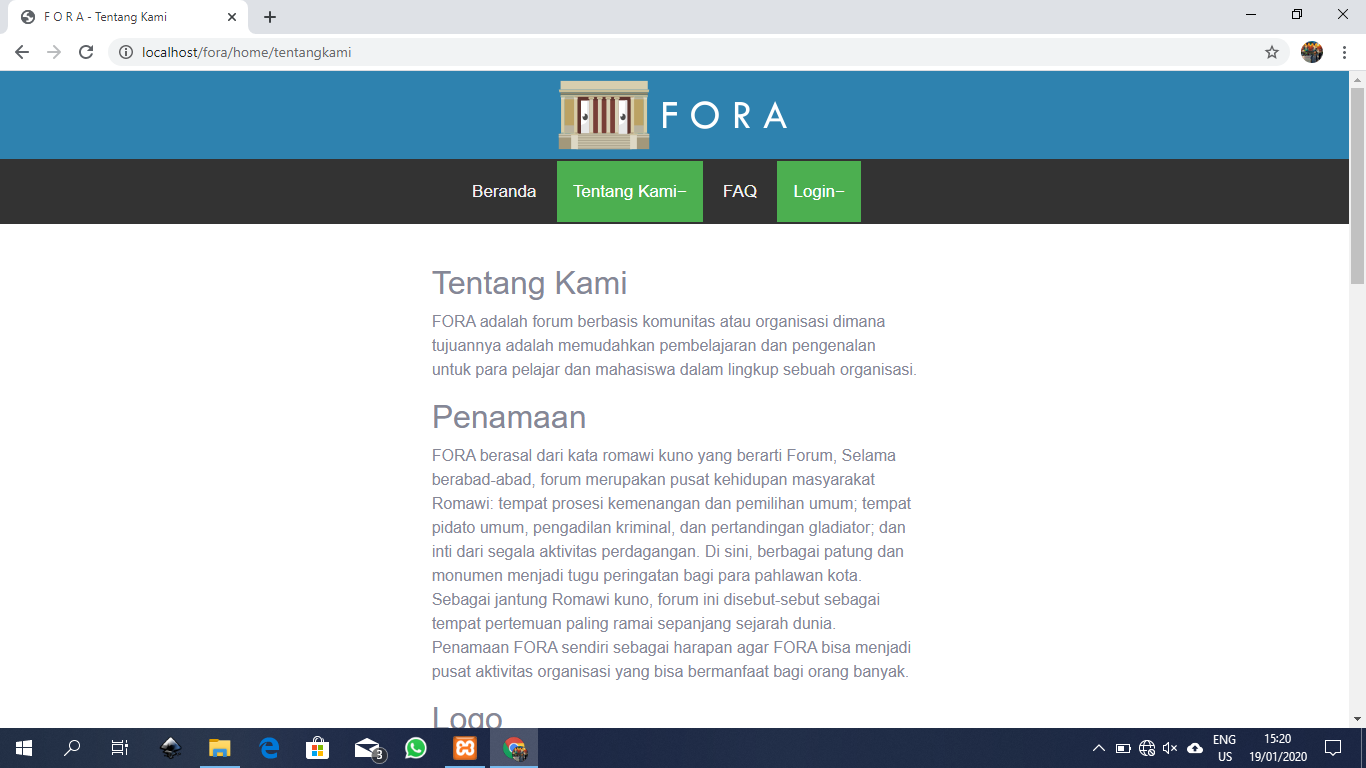 F O R A - Tentang Kami
localhost/fora/home/tentangkami
F O R A
Beranda
Tentang Kami
FAQ
Login
Tentang Kami
FORA adalah forum berbasis komunitas atau organisasi dimana
tujuannya adalah memudahkan pembelajaran dan pengenalan
untuk para pelajar dan mahasiswa dalam lingkup sebuah organisasi.
Penamaan
FORA berasal dari kata romawi kuno yang berarti Forum, Selama
berabad-abad, forum merupakan pusat kehidupan masyarakat
Romawi: tempat prosesi kemenangan dan pemilihan umum; tempat
pidato umum, pengadilan kriminal, dan pertandingan gladiator; dan
inti dari segala aktivitas perdagangan. Di sini, berbagai patung dan
monumen menjadi tugu peringatan bagi para pahlawan kota.
Sebagai jantung Romawi kuno, forum ini disebut-sebut sebagai
tempat pertemuan paling ramai sepanjang sejarah dunia.
Penamaan FORA sendiri sebagai harapan agar FORA bisa menjadi
pusat aktivitas organisasi yang bisa bermanfaat bagi orang banyak.
Logo
3
ENG
US
15:20
19/01/2020